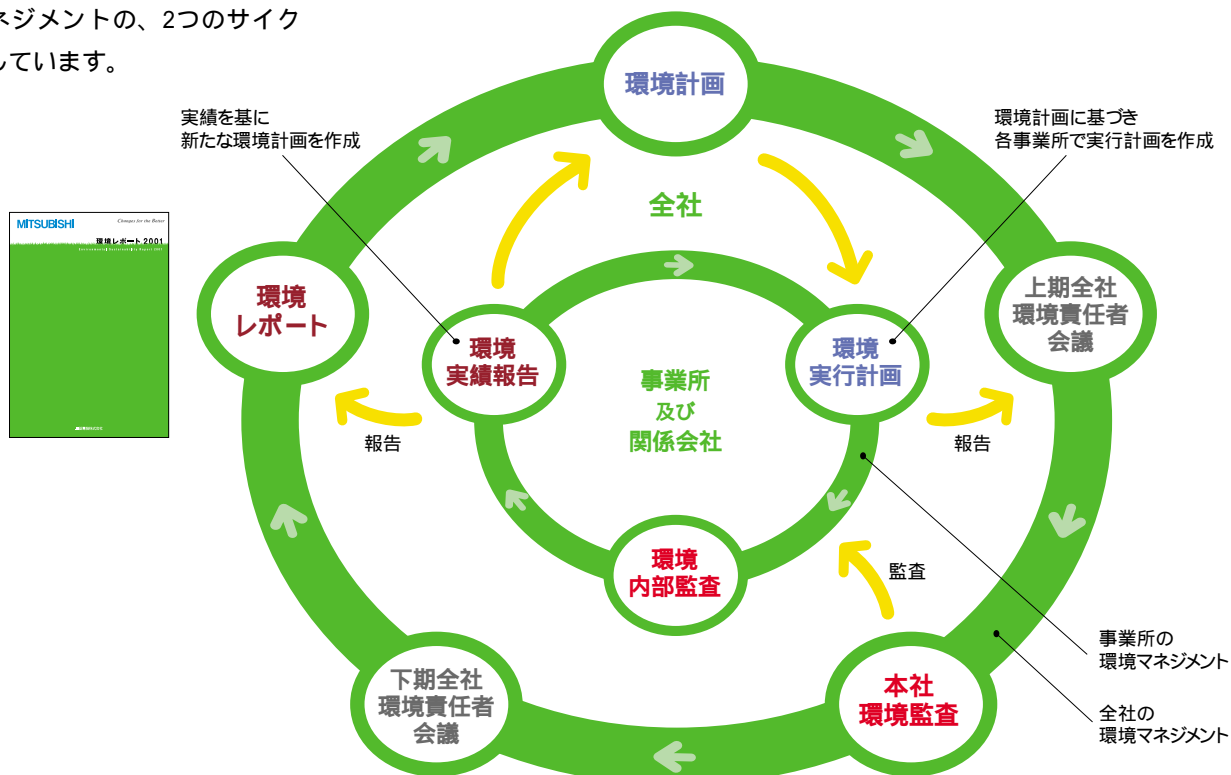 ネジメントの、2つのサイク
しています。
環境計画
実績を基に
新たな環境計画を作成
環境計画に基づき
各事業所で実行計画を作成
全社
MITSUBISHI
Changes for the Better
環境レポート 2001
環境
レポート
環境
実績報告
環境
実行計画
上期全社
環境責任者
会議
事業所
及び
関係会社
報告
報告
環境
内部監査
監査
下期全社
環境責任者
会議
本社
環境監査
事業所の
環境マネジメント
全社の
環境マネジメント